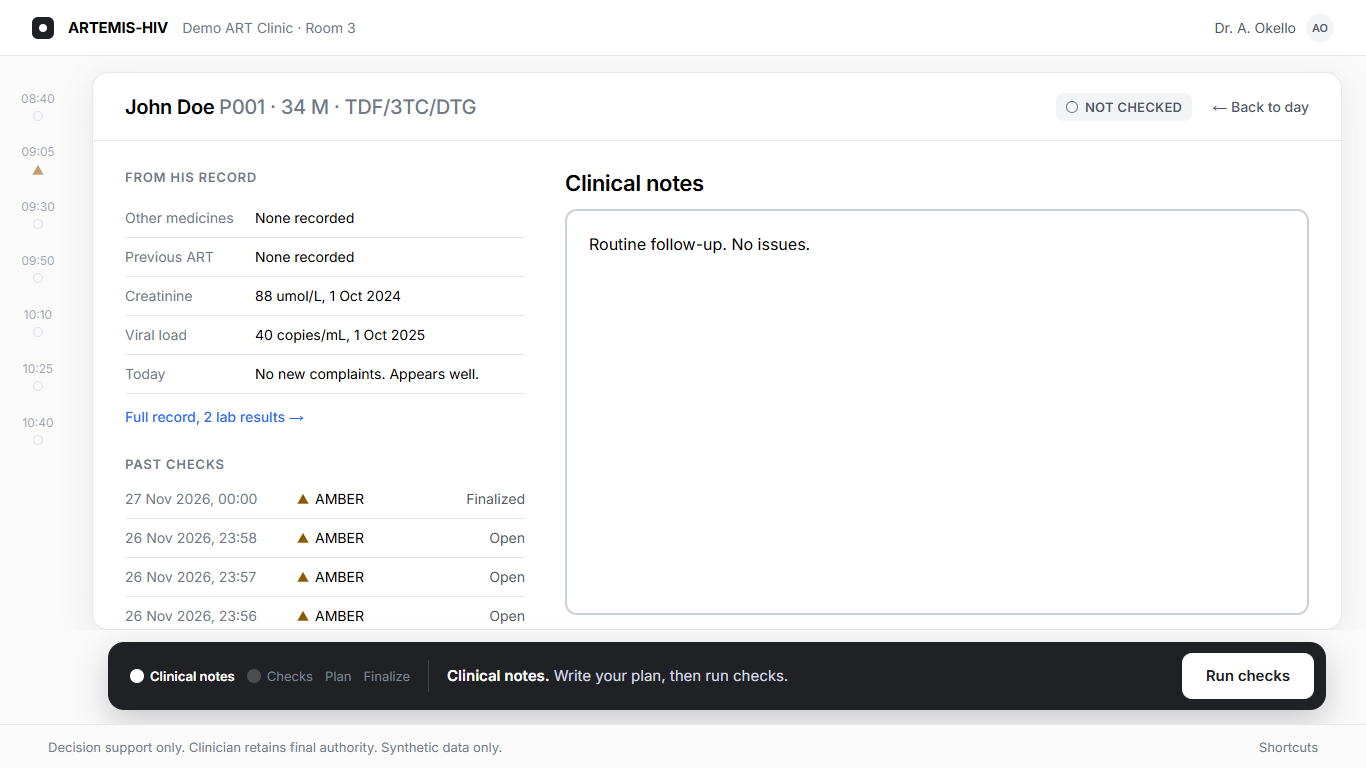 ARTEMIS-HIV Demo ART Clinic · Room 3
Dr. A. Okello AO
08:40
09:05
09:30
09:50
10:10
10:25
10:40
John Doe P001 · 34 M · TDF/3TC/DTG
NOT CHECKED
← Back to day
FROM HIS RECORD
Other medicines None recorded
Previous ART None recorded
Creatinine 88 umol/L, 1 Oct 2024
Viral load 40 copies/mL, 1 Oct 2025
Today No new complaints. Appears well.
Full record, 2 lab results →
PAST CHECKS
27 Nov 2026, 00:00 AMBER Finalized
26 Nov 2026, 23:58 AMBER Open
26 Nov 2026, 23:57 AMBER Open
26 Nov 2026, 23:56 AMBER Open
Clinical notes
Routine follow-up. No issues.
Clinical notes Checks Plan Finalize
Clinical notes. Write your plan, then run checks.
Run checks
Decision support only. Clinician retains final authority. Synthetic data only.
Shortcuts